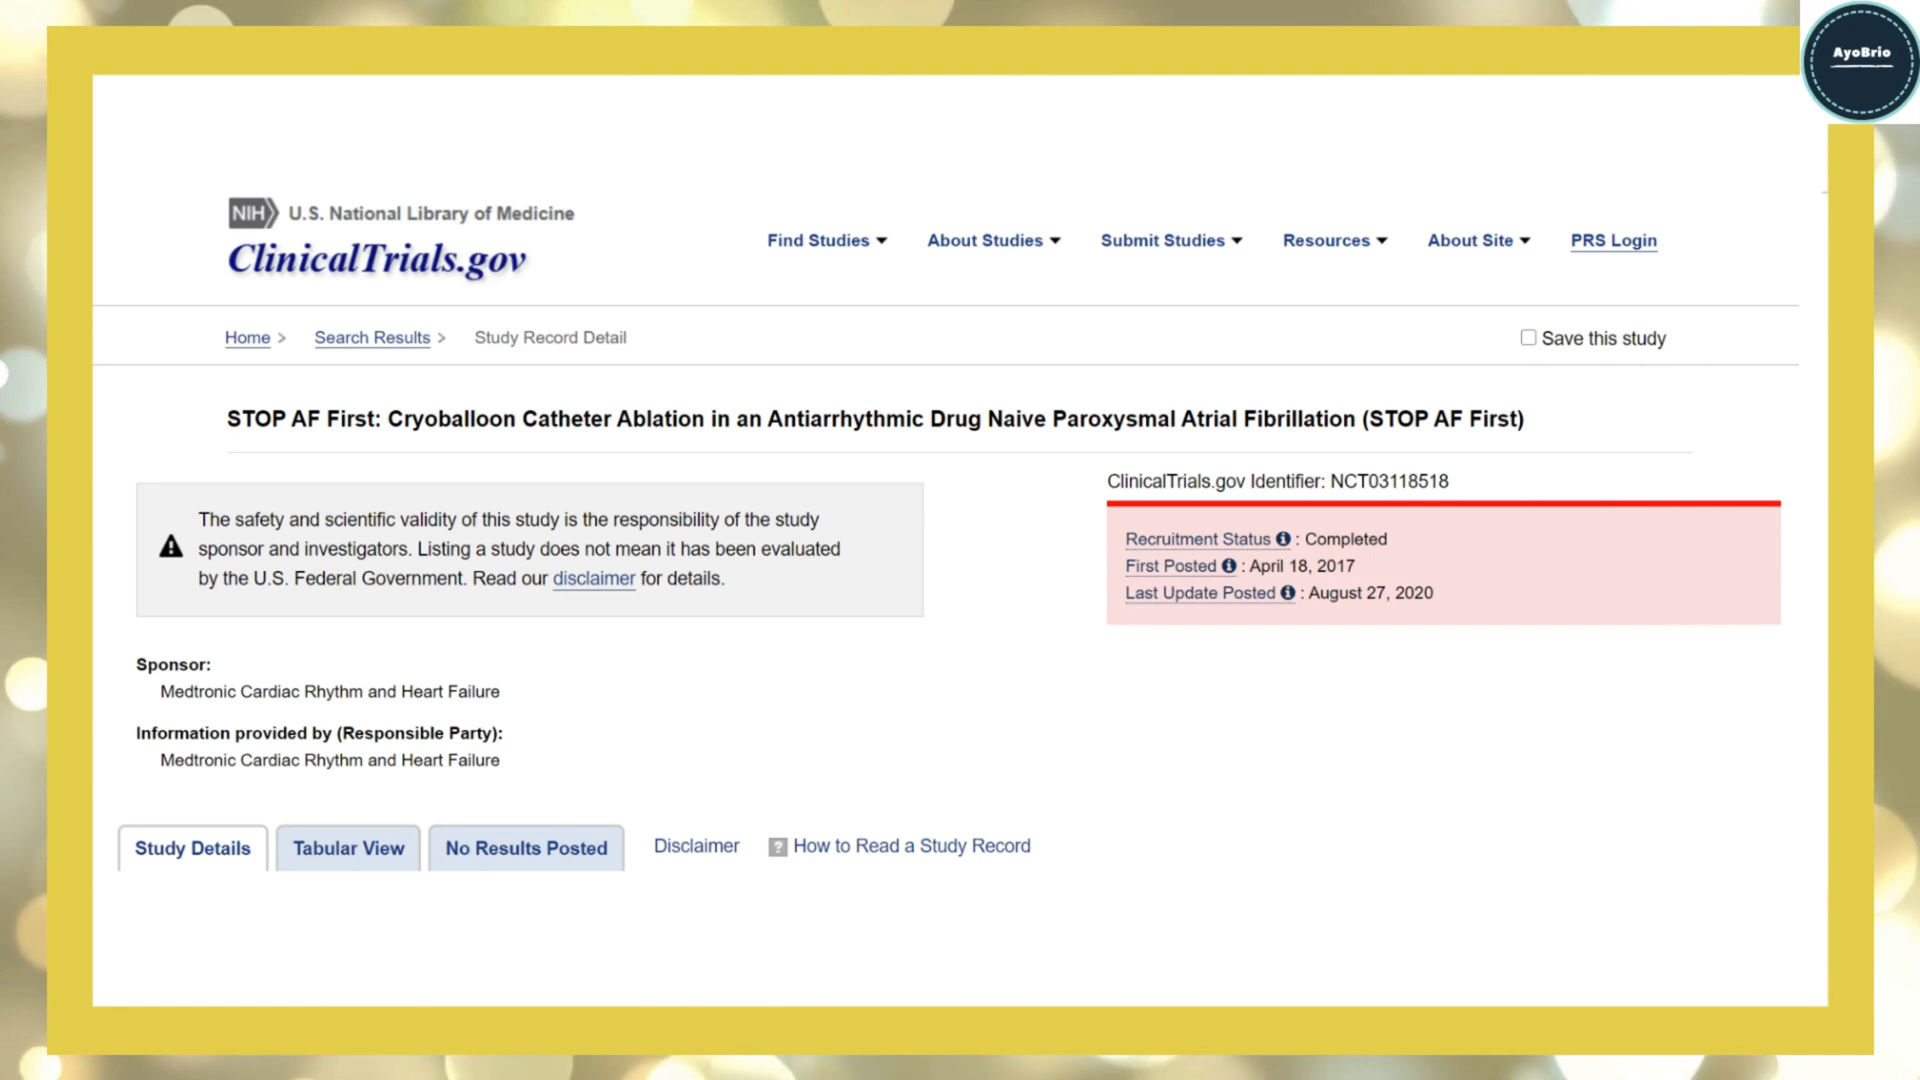 AyoBrio
NIH U.S. National Library of Medicine
ClinicalTrials.gov
Find Studies About Studies Submit Studies Resources About Site PRS Login
Home > Search Results > Study Record Detail
Save this study
STOP AF First: Cryoballoon Catheter Ablation in an Antiarrhythmic Drug Naive Paroxysmal Atrial Fibrillation (STOP AF First)
The safety and scientific validity of this study is the responsibility of the study
sponsor and investigators. Listing a study does not mean it has been evaluated
by the U.S. Federal Government. Read our disclaimer for details.
ClinicalTrials.gov Identifier: NCT03118518
Recruitment Status : Completed
First Posted : April 18, 2017
Last Update Posted : August 27, 2020
Sponsor:
Medtronic Cardiac Rhythm and Heart Failure
Information provided by (Responsible Party):
Medtronic Cardiac Rhythm and Heart Failure
Study Details Tabular View No Results Posted Disclaimer ? How to Read a Study Record